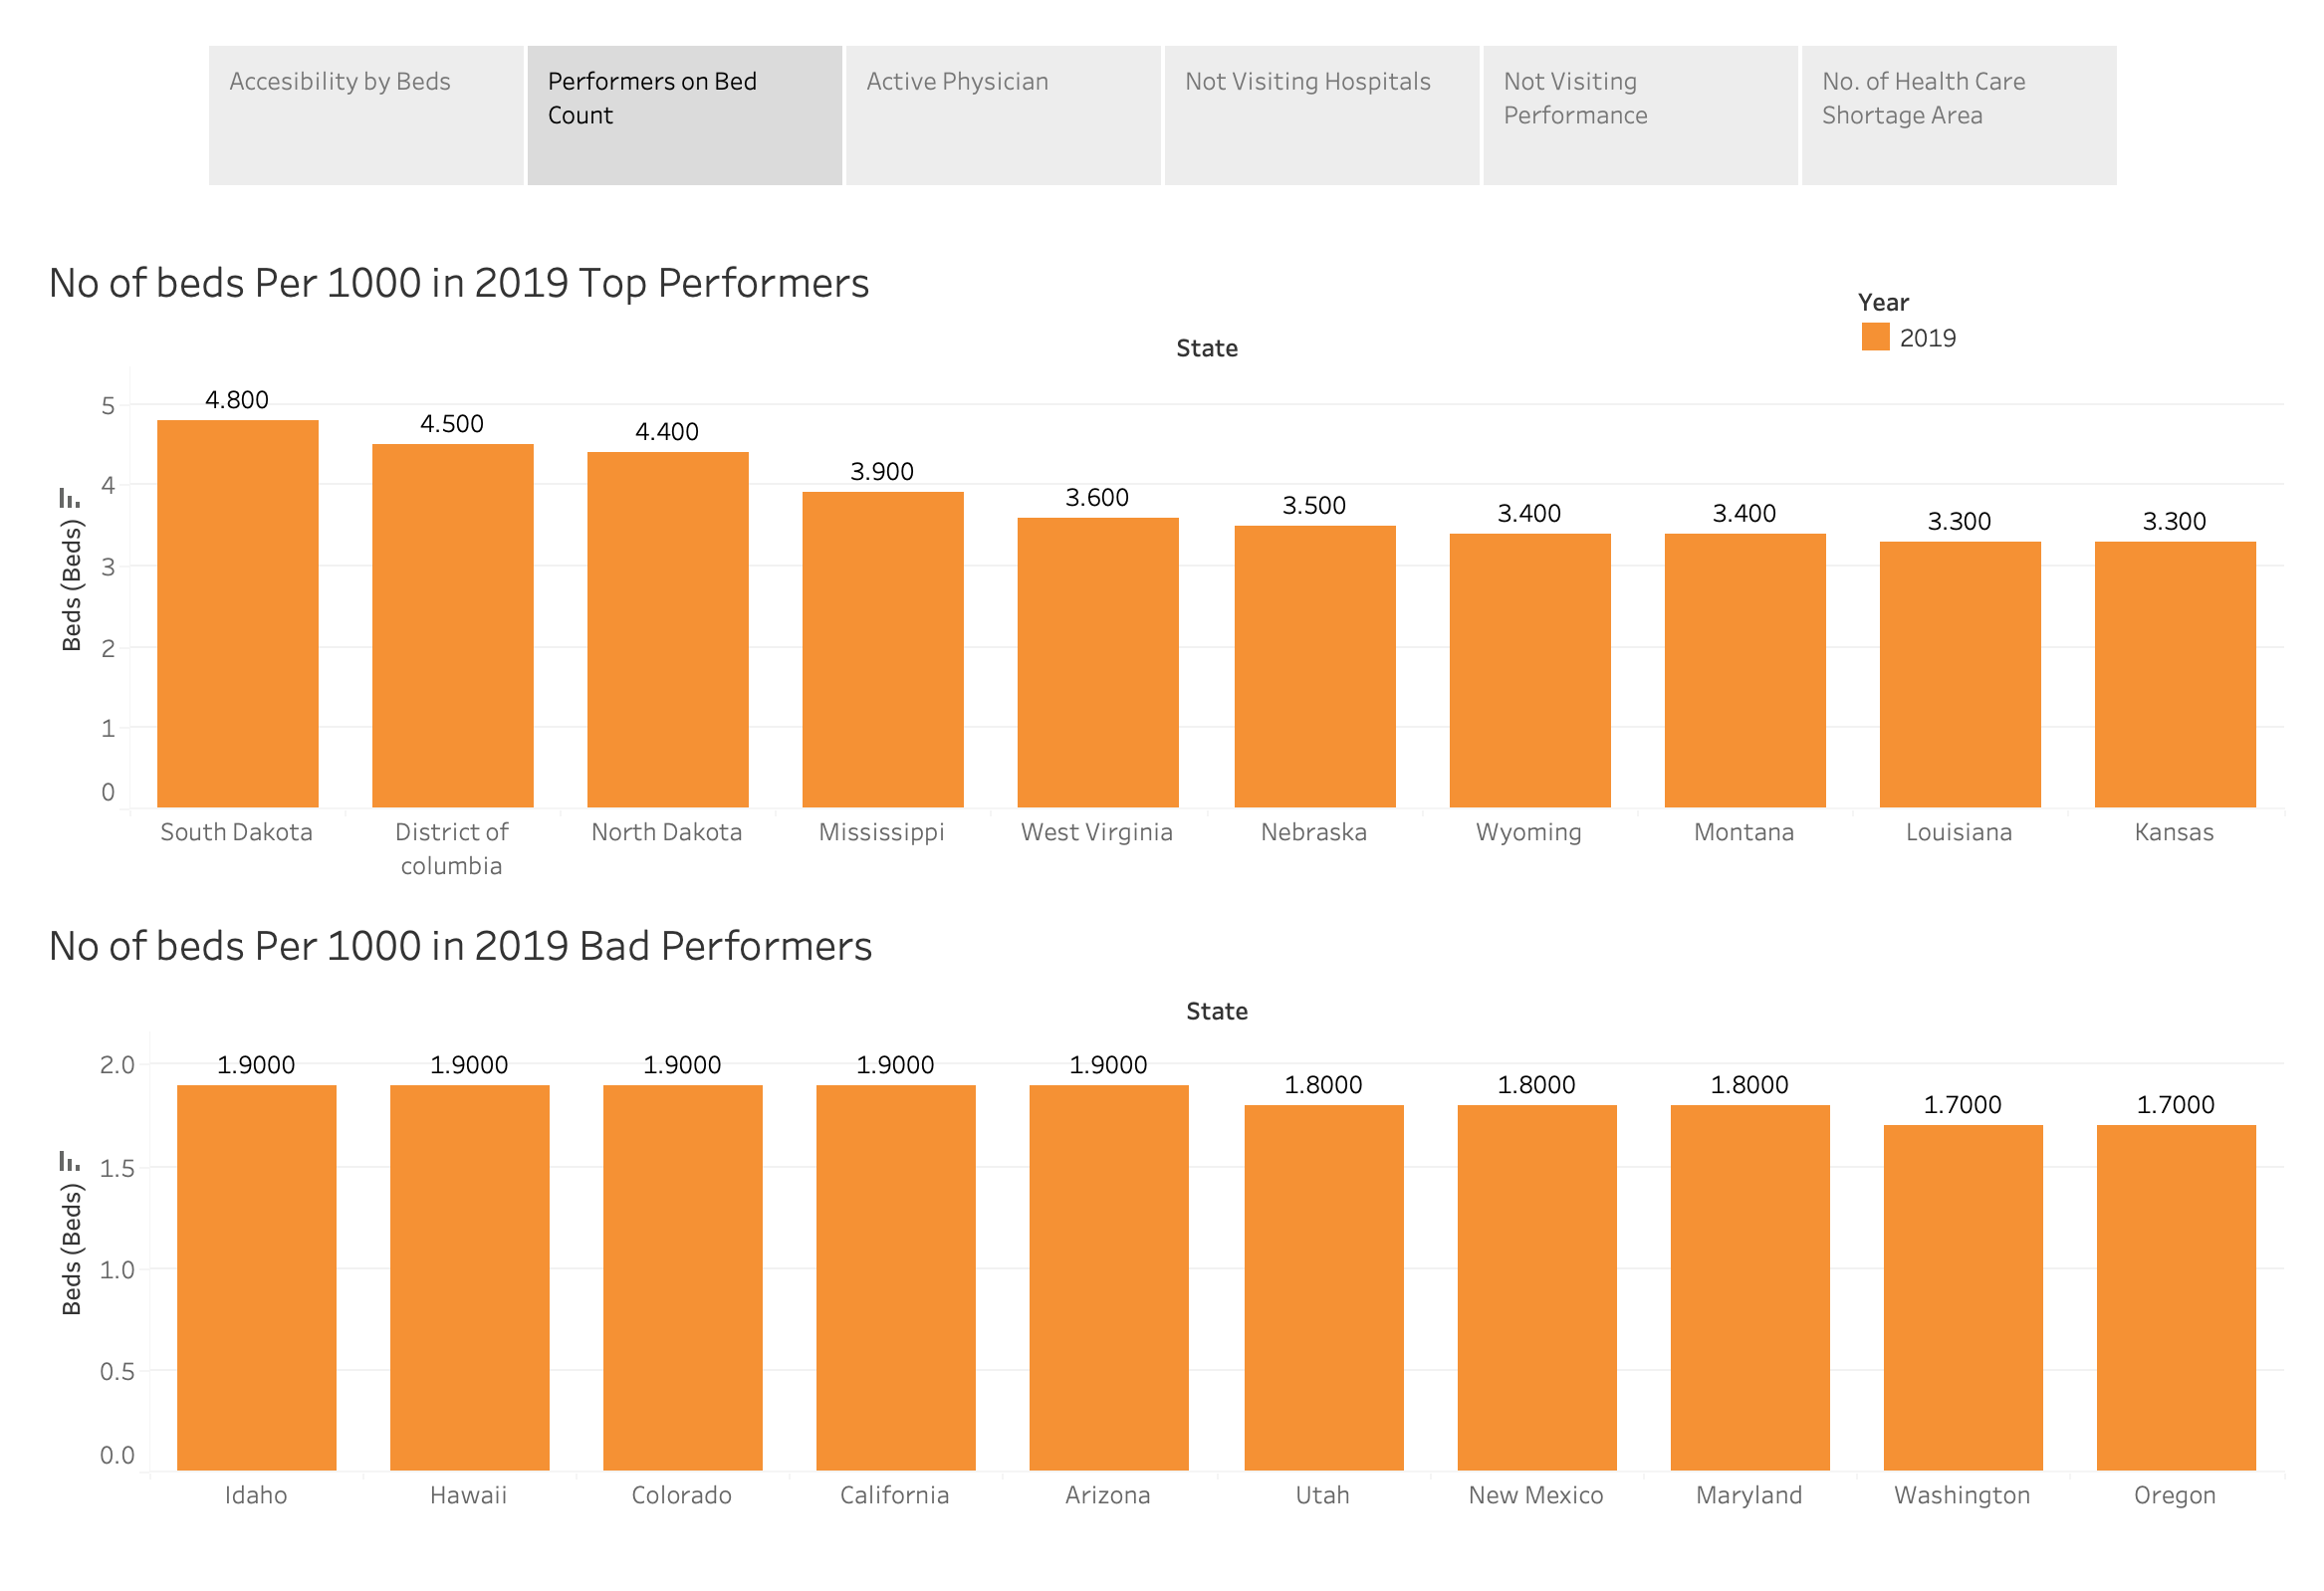 Accesibility by Beds
Performers on Bed
Count
Active Physician
Not Visiting Hospitals
Not Visiting
Performance
No. of Health Care
Shortage Area
No of beds Per 1000 in 2019 Top Performers
Year
2019
State
Beds (Beds)
5
4
3
2
1
0
4.800
4.500
4.400
3.900
3.600
3.500
3.400
3.400
3.300
3.300
South Dakota
District of
columbia
North Dakota
Mississippi
West Virginia
Nebraska
Wyoming
Montana
Louisiana
Kansas
No of beds Per 1000 in 2019 Bad Performers
State
Beds (Beds)
2.0
1.5
1.0
0.5
0.0
1.9000
1.9000
1.9000
1.9000
1.9000
1.8000
1.8000
1.8000
1.7000
1.7000
Idaho
Hawaii
Colorado
California
Arizona
Utah
New Mexico
Maryland
Washington
Oregon